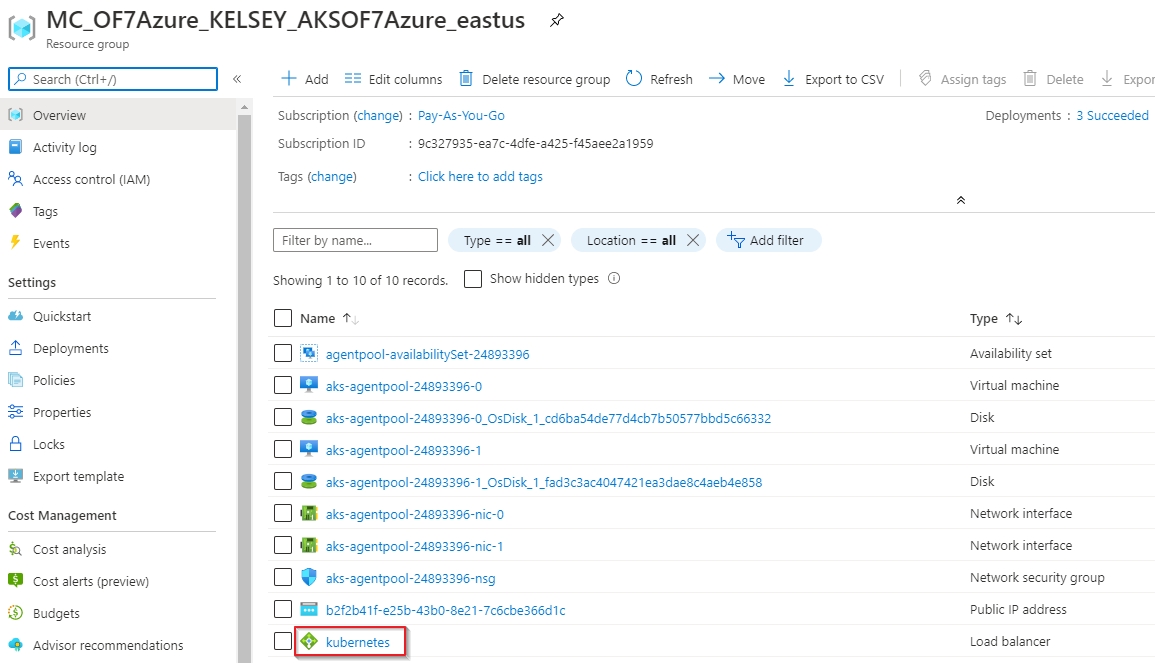 MC_OF7Azure_KELSEY_AKSOF7Azure_eastus
Resource group
Search (Ctrl+/)
«
Add
Edit columns
Delete resource group
Refresh
Move
Export to CSV
Assign tags
Delete
Expor
Overview
Activity log
Access control (IAM)
Tags
Events
Settings
Quickstart
Deployments
Policies
Properties
Locks
Export template
Cost Management
Cost analysis
Cost alerts (preview)
Budgets
Advisor recommendations
Subscription (change) : Pay-As-You-Go
Deployments : 3 Succeeded
Subscription ID : 9c327935-ea7c-4dfe-a425-f45aee2a1959
Tags (change) : Click here to add tags
Filter by name...
Type == all
Location == all
Add filter
Showing 1 to 10 of 10 records.
Show hidden types
Name Type
agentpool-availabilitySet-24893396 Availability set
aks-agentpool-24893396-0 Virtual machine
aks-agentpool-24893396-0_OsDisk_1_cd6ba54de77d4cb7b50577bbd5c66332 Disk
aks-agentpool-24893396-1 Virtual machine
aks-agentpool-24893396-1_OsDisk_1_fad3c3ac4047421ea3dae8c4aeb4e858 Disk
aks-agentpool-24893396-nic-0 Network interface
aks-agentpool-24893396-nic-1 Network interface
aks-agentpool-24893396-nsg Network security group
b2f2b41f-e25b-43b0-8e21-7c6cbe366d1c Public IP address
kubernetes Load balancer